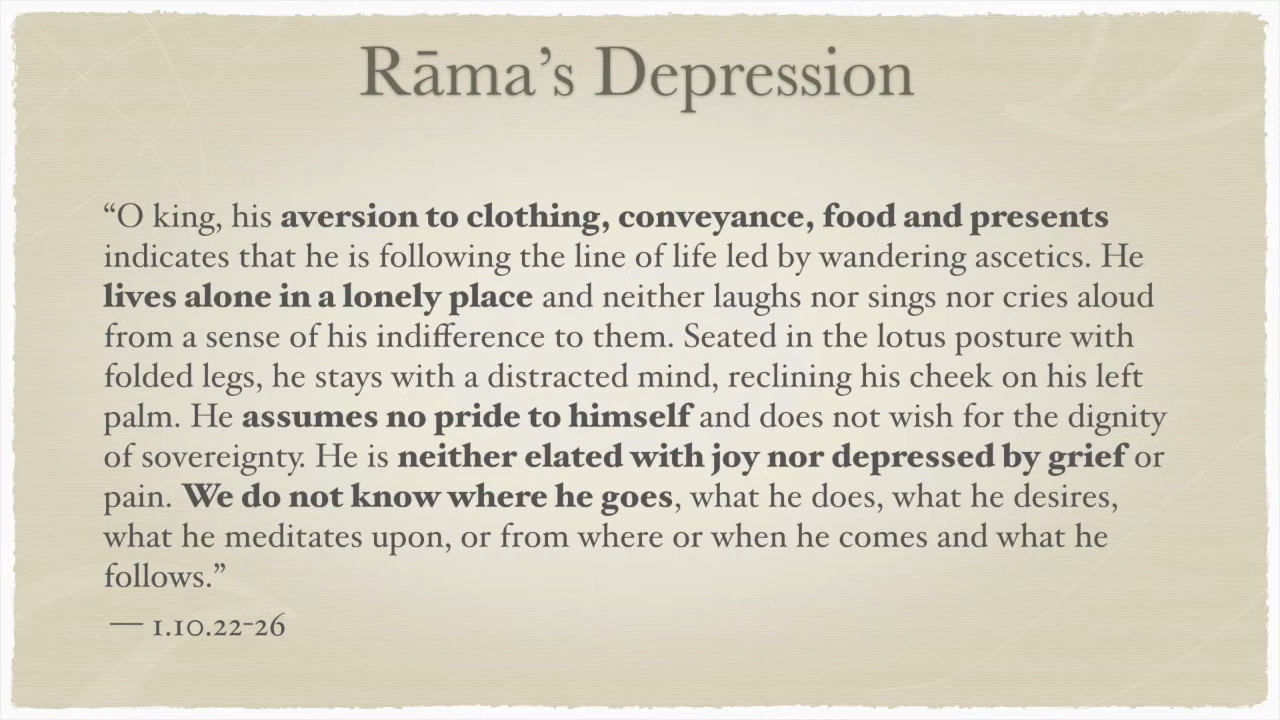 Rāma’s Depression
“O king, his aversion to clothing, conveyance, food and presents
indicates that he is following the line of life led by wandering ascetics. He
lives alone in a lonely place and neither laughs nor sings nor cries aloud
from a sense of his indifference to them. Seated in the lotus posture with
folded legs, he stays with a distracted mind, reclining his cheek on his left
palm. He assumes no pride to himself and does not wish for the dignity
of sovereignty. He is neither elated with joy nor depressed by grief or
pain. We do not know where he goes, what he does, what he desires,
what he meditates upon, or from where or when he comes and what he
follows.”
— 1.10.22-26